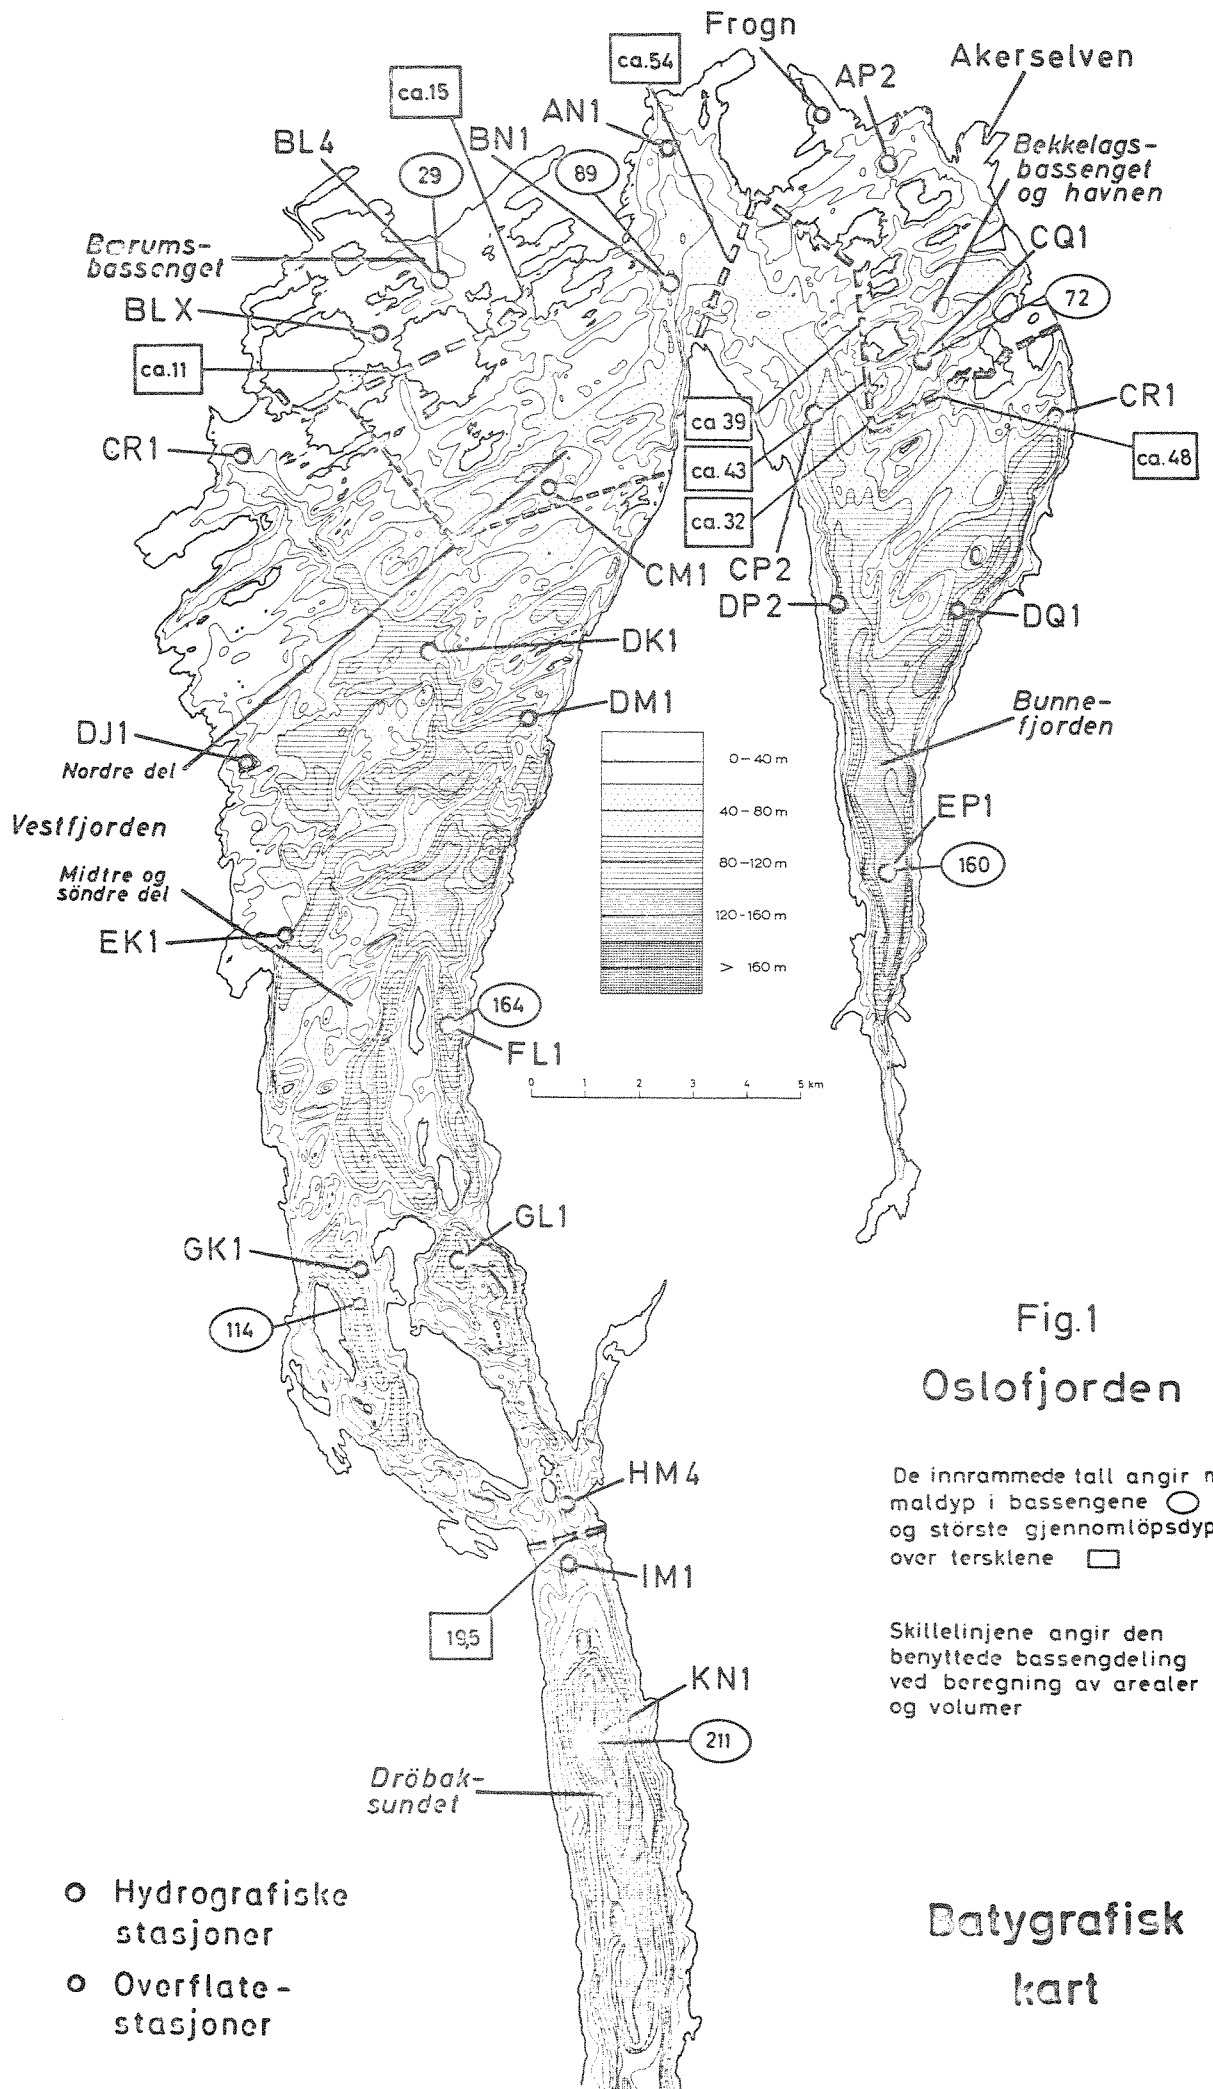 Frogn
Akerselven
AP2
ca.54
ca.15
AN1
BN1
BL4
29
89
Bekkelags-
bassenget
og havnen
CQ1
72
Bærums-
bassenget
BLX
ca.11
CR1
ca 39
ca.43
ca.32
CR1
ca.48
CM1
CP2
DP2
DQ1
DK1
DM1
DJ1
Nordre del
Vestfjorden
Midtre og
söndre del
EK1
0-40 m
40-80 m
80-120 m
120-160 m
> 160 m
Bunne-
fjorden
EP1
160
164
FL1
0 1 2 3 4 5 km
GL1
GK1
114
Fig.1
Oslofjorden
De innrammede tall angir m
maldyp i bassengene
og störste gjennomlöpsdyp
over tersklene
HM4
IM1
19,5
Skillelinjene angir den
benyttede bassengdeling
ved beregning av arealer
og volumer
KN1
211
Dröbak-
sundet
Hydrografiske
stasjoner
Overflate-
stasjoner
Batygrafisk
kart